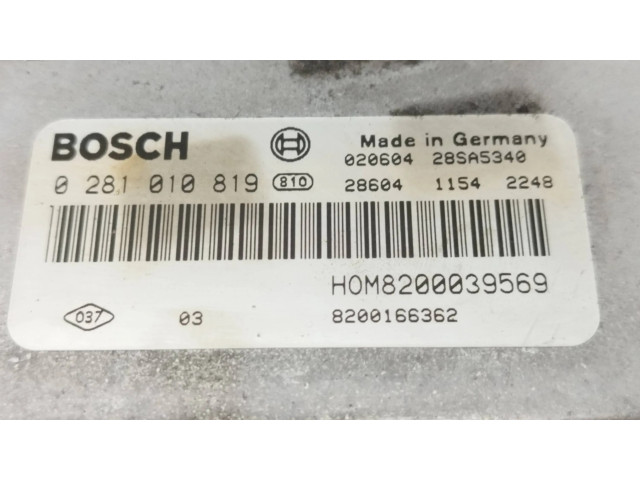 BOSCH Made in Germany
020604 28SA5340
0 281 010 819 810 28604 1154 2248
HOM8200039569
037 03 8200166362